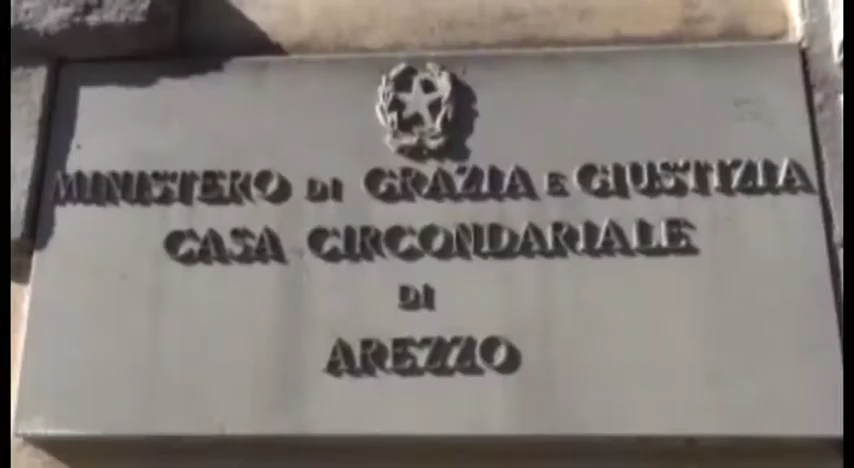 MINISTERO DI GRAZIA E GIUSTIZIA
CASA CIRCONDARIALE
DI
AREZZO